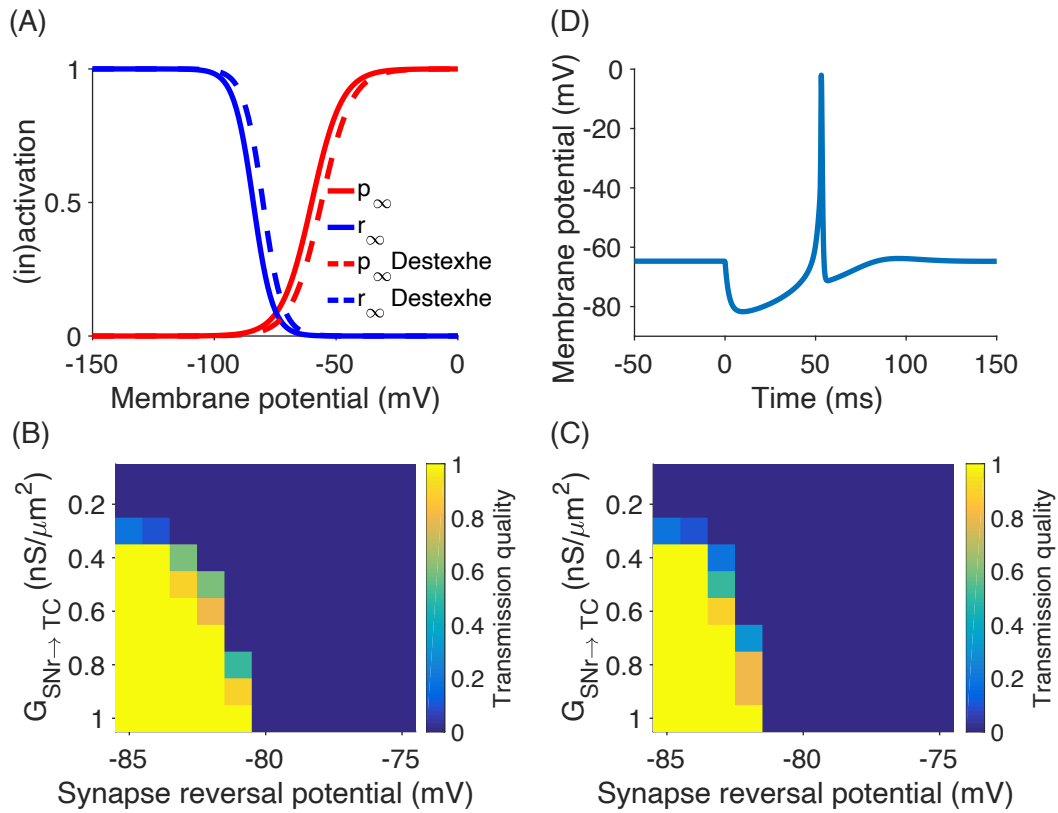 (A)
(in)activation
1
0.5
0
-150
-100
-50
0
Membrane potential (mV)
p∞
r∞
p∞Destexhe
r∞Destexhe
(D)
Membrane potential (mV)
0
-20
-40
-60
-80
-50
0
50
100
150
Time (ms)
(B)
G_SNr→ TC (nS/μm²)
0.2
0.4
0.6
0.8
1
-85
-80
-75
Synapse reversal potential (mV)
1
0.8
0.6
0.4
0.2
0
Transmission quality
(C)
G_SNr→ TC (nS/μm²)
0.2
0.4
0.6
0.8
1
-85
-80
-75
Synapse reversal potential (mV)
1
0.8
0.6
0.4
0.2
0
Transmission quality